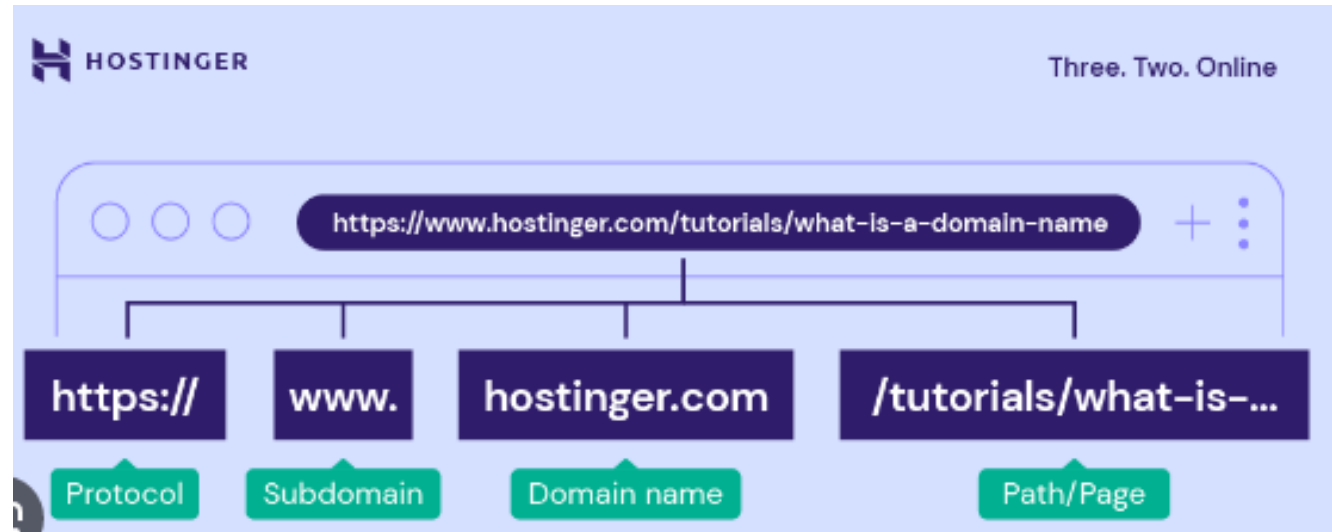 HOSTINGER
Three. Two. Online
https://www.hostinger.com/tutorials/what-is-a-domain-name
https://
www.
hostinger.com
/tutorials/what-is-...
Protocol
Subdomain
Domain name
Path/Page